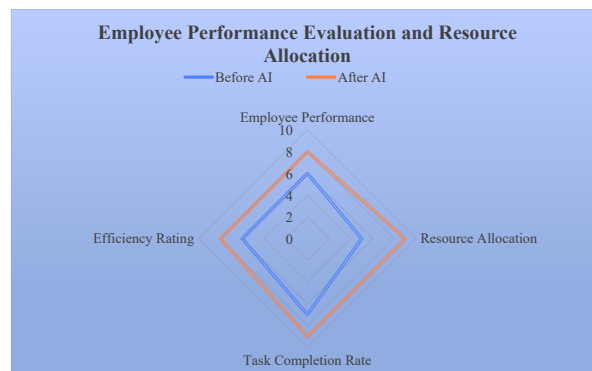 Employee Performance Evaluation and Resource
Allocation
Before AI After AI
Employee Performance
10
8
6
4
2
0
Efficiency Rating
Resource Allocation
Task Completion Rate